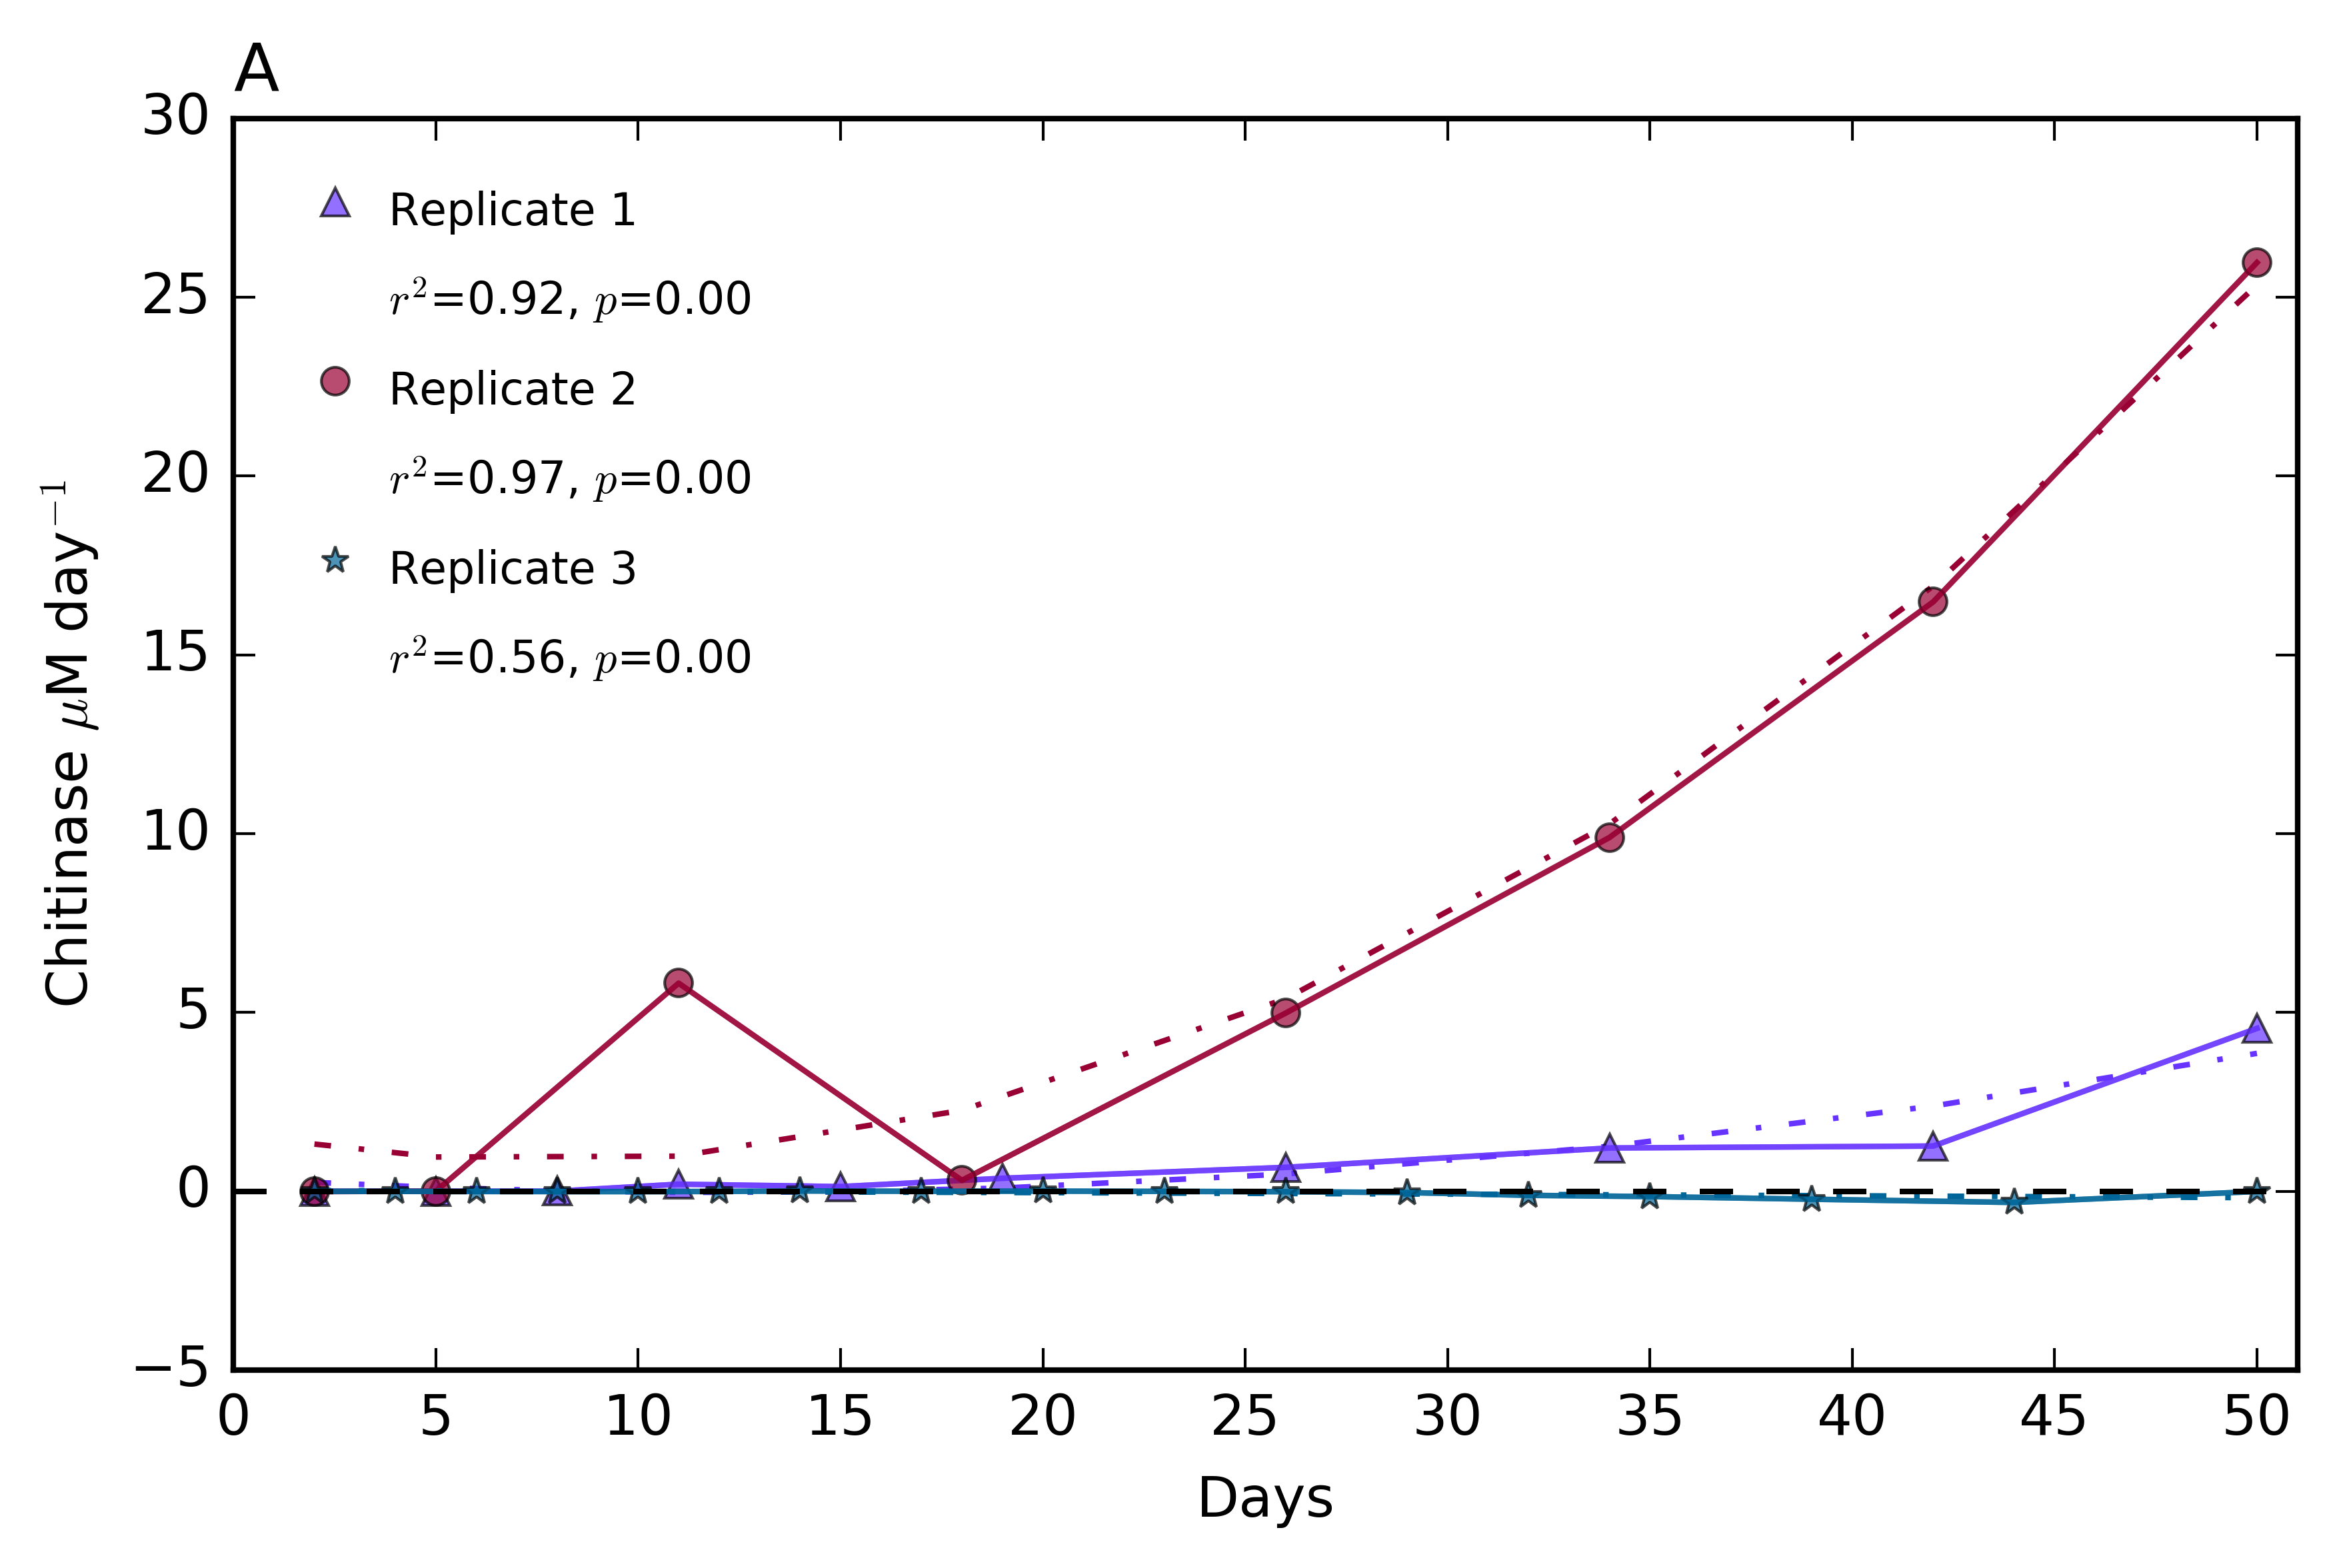 A
30
25
20
15
10
5
0
−5
Chitinase μM day⁻¹
Replicate 1
r²=0.92, p=0.00
Replicate 2
r²=0.97, p=0.00
Replicate 3
r²=0.56, p=0.00
0 5 10 15 20 25 30 35 40 45 50
Days